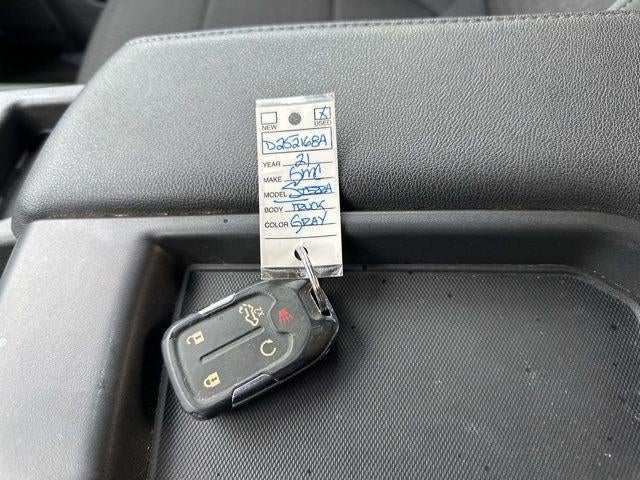 NEW USED X
D252168A
YEAR 21
MAKE GMC
MODEL SIERRA
BODY TRUCK
COLOR GRAY